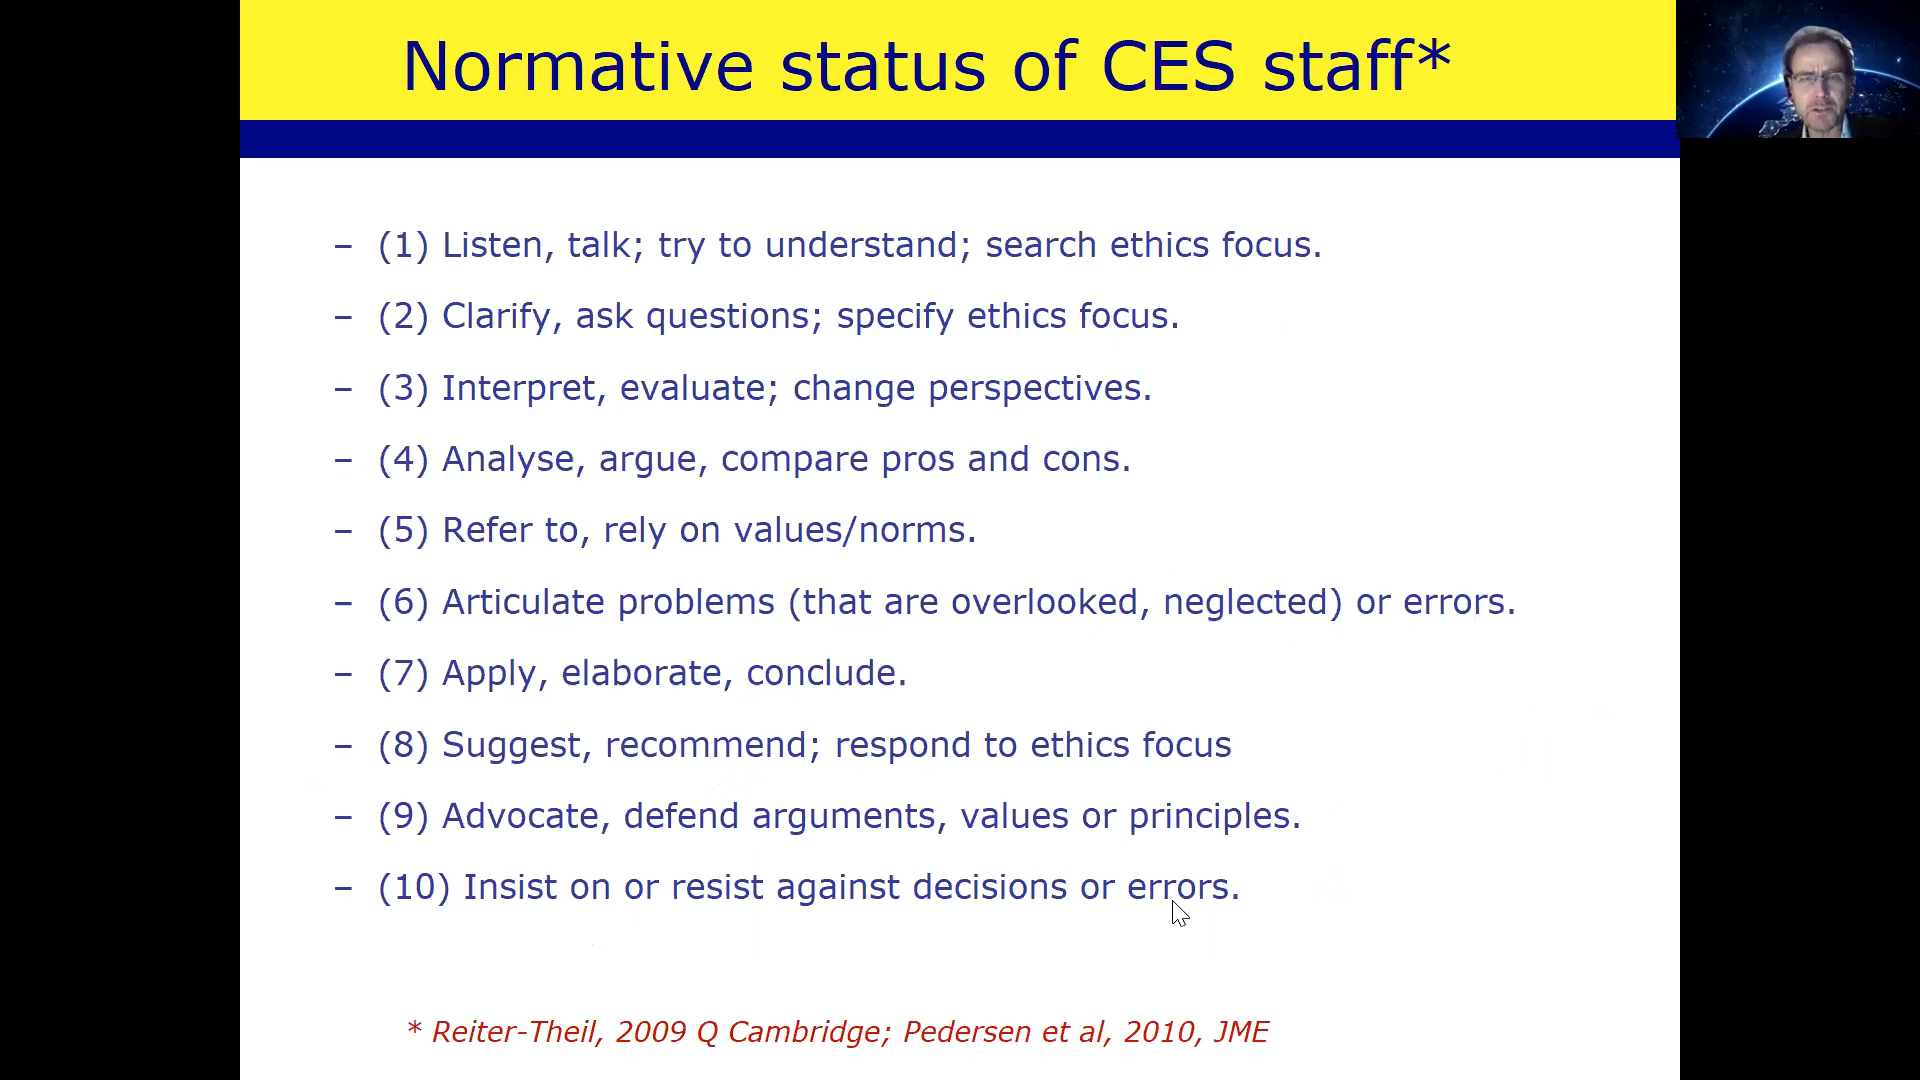 Normative status of CES staff*
– (1) Listen, talk; try to understand; search ethics focus.
– (2) Clarify, ask questions; specify ethics focus.
– (3) Interpret, evaluate; change perspectives.
– (4) Analyse, argue, compare pros and cons.
– (5) Refer to, rely on values/norms.
– (6) Articulate problems (that are overlooked, neglected) or errors.
– (7) Apply, elaborate, conclude.
– (8) Suggest, recommend; respond to ethics focus
– (9) Advocate, defend arguments, values or principles.
– (10) Insist on or resist against decisions or errors.
* Reiter-Theil, 2009 Q Cambridge; Pedersen et al, 2010, JME